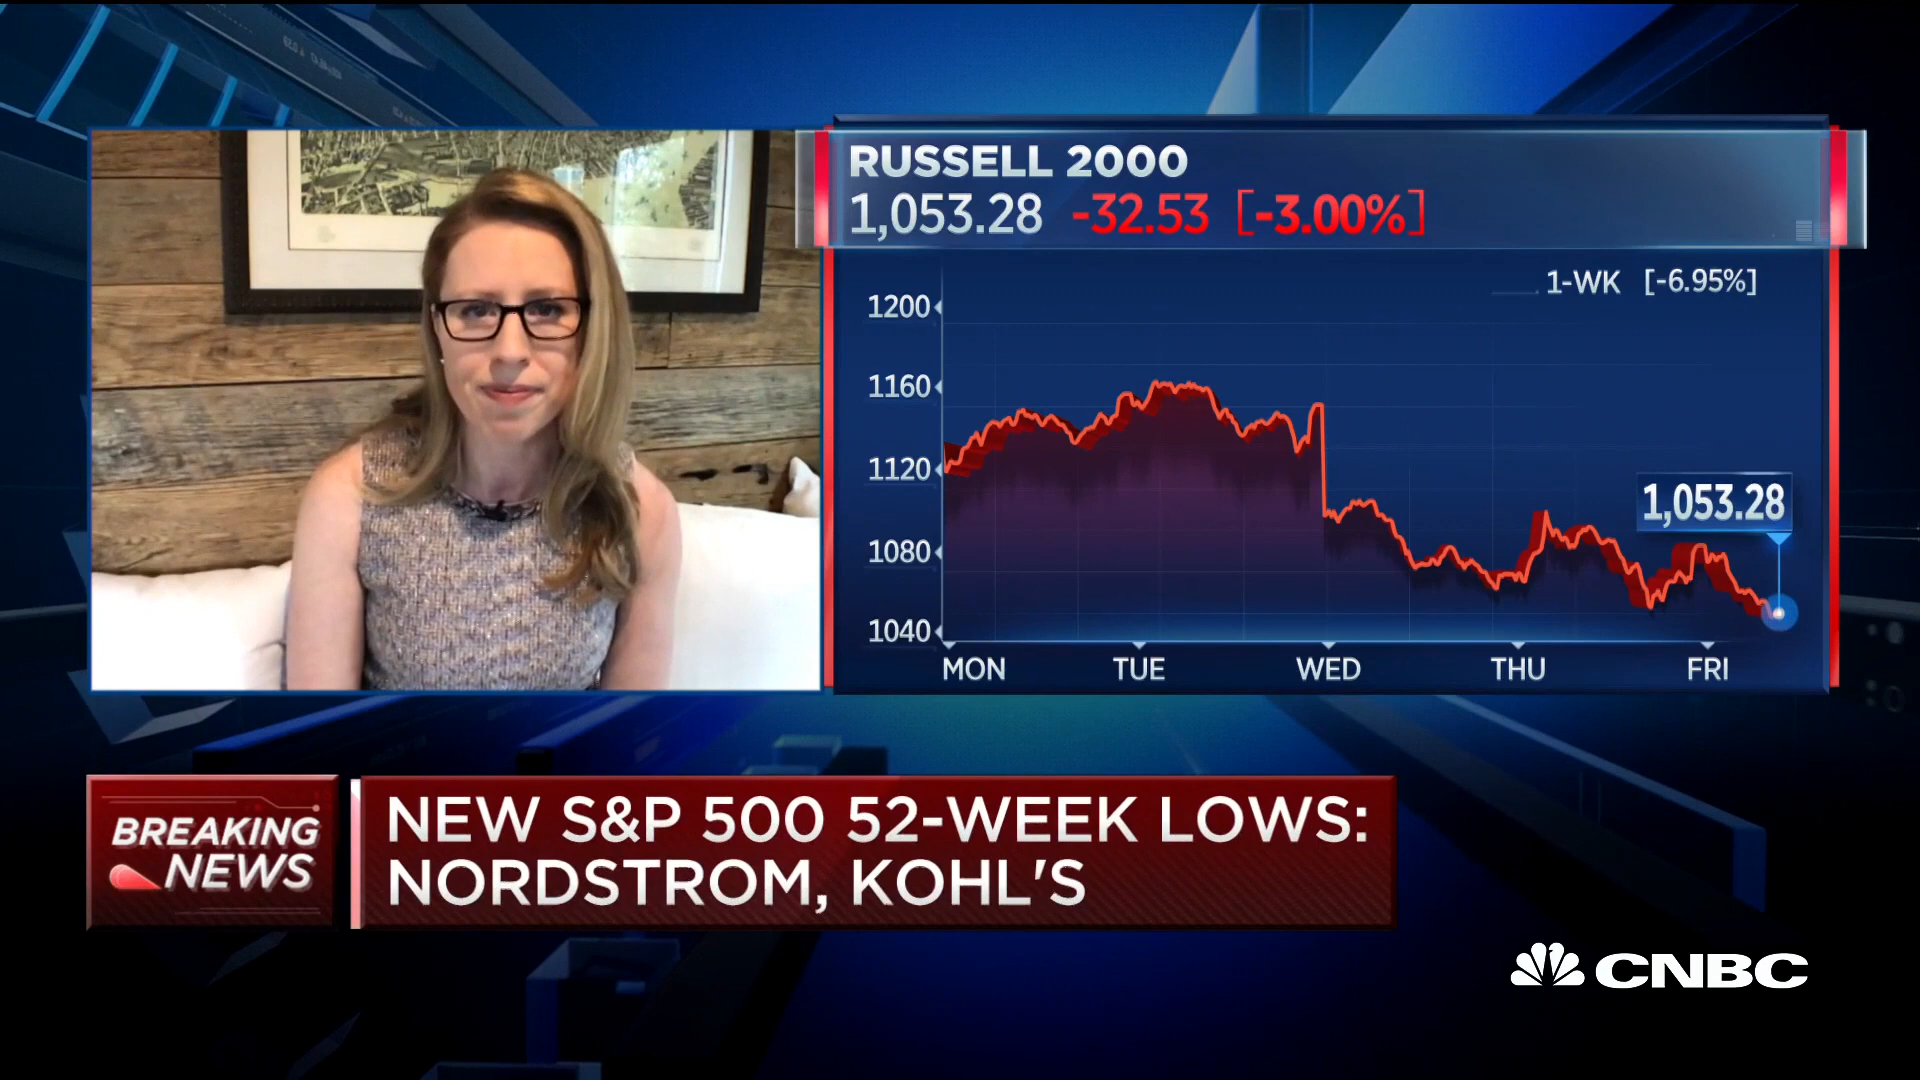 RUSSELL 2000
1,053.28 -32.53 [-3.00%]
1-WK [-6.95%]
1200
1160
1120
1080
1040
1,053.28
MON TUE WED THU FRI
BREAKING
NEWS
NEW S&P 500 52-WEEK LOWS:
NORDSTROM, KOHL'S
CNBC